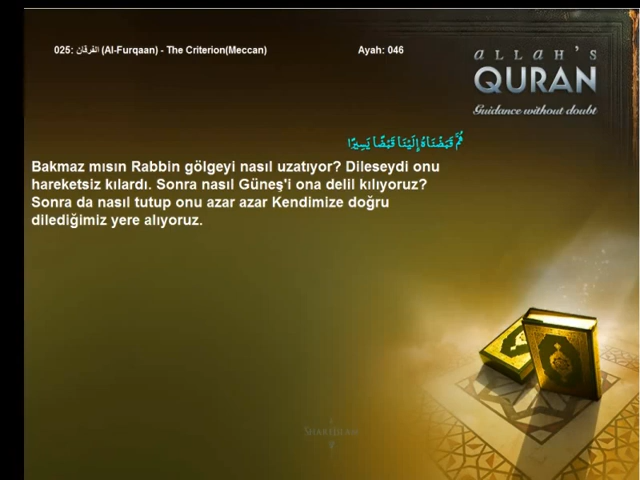 025: الفرقان (Al-Furqaan) - The Criterion(Meccan) Ayah: 046
ALLAH'S
QURAN
Guidance without doubt
ثُمَّ قَبَضْنَاهُ إِلَيْنَا قَبْضًا يَسِيرًا
Bakmaz mısın Rabbin gölgeyi nasıl uzatıyor? Dileseydi onu
hareketsiz kılardı. Sonra nasıl Güneş'i ona delil kılıyoruz?
Sonra da nasıl tutup onu azar azar Kendimize doğru
dilediğimiz yere alıyoruz.